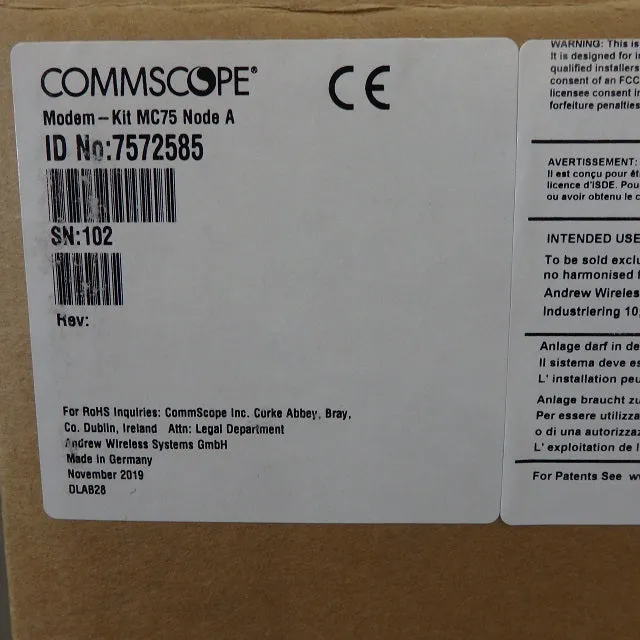 COMMSCOPE®
CE
Modem-Kit MC75 Node A
ID No:7572585
SN:102
Rev:
For RoHS Inquiries: CommScope Inc. Curke Abbey, Bray,
Co. Dublin, Ireland Attn: Legal Department
Andrew Wireless Systems GmbH
Made in Germany
November 2019
DLAB28
WARNING: This is
It is designed for
qualified installers
consent of an FCC
licensee consent
forfeiture penalties
AVERTISSEMENT:
Il est conçu pour
licence d'ISDE. Pou
ou avoir obtenu le
INTENDED USE
To be sold exclu
no harmonised
Andrew Wireles
Industriering 10,
Anlage darf in de
Il sistema deve es
L' installation peu
Anlage braucht zu
Per essere utilizza
o di una autorizza
L' exploitation de
For Patents See